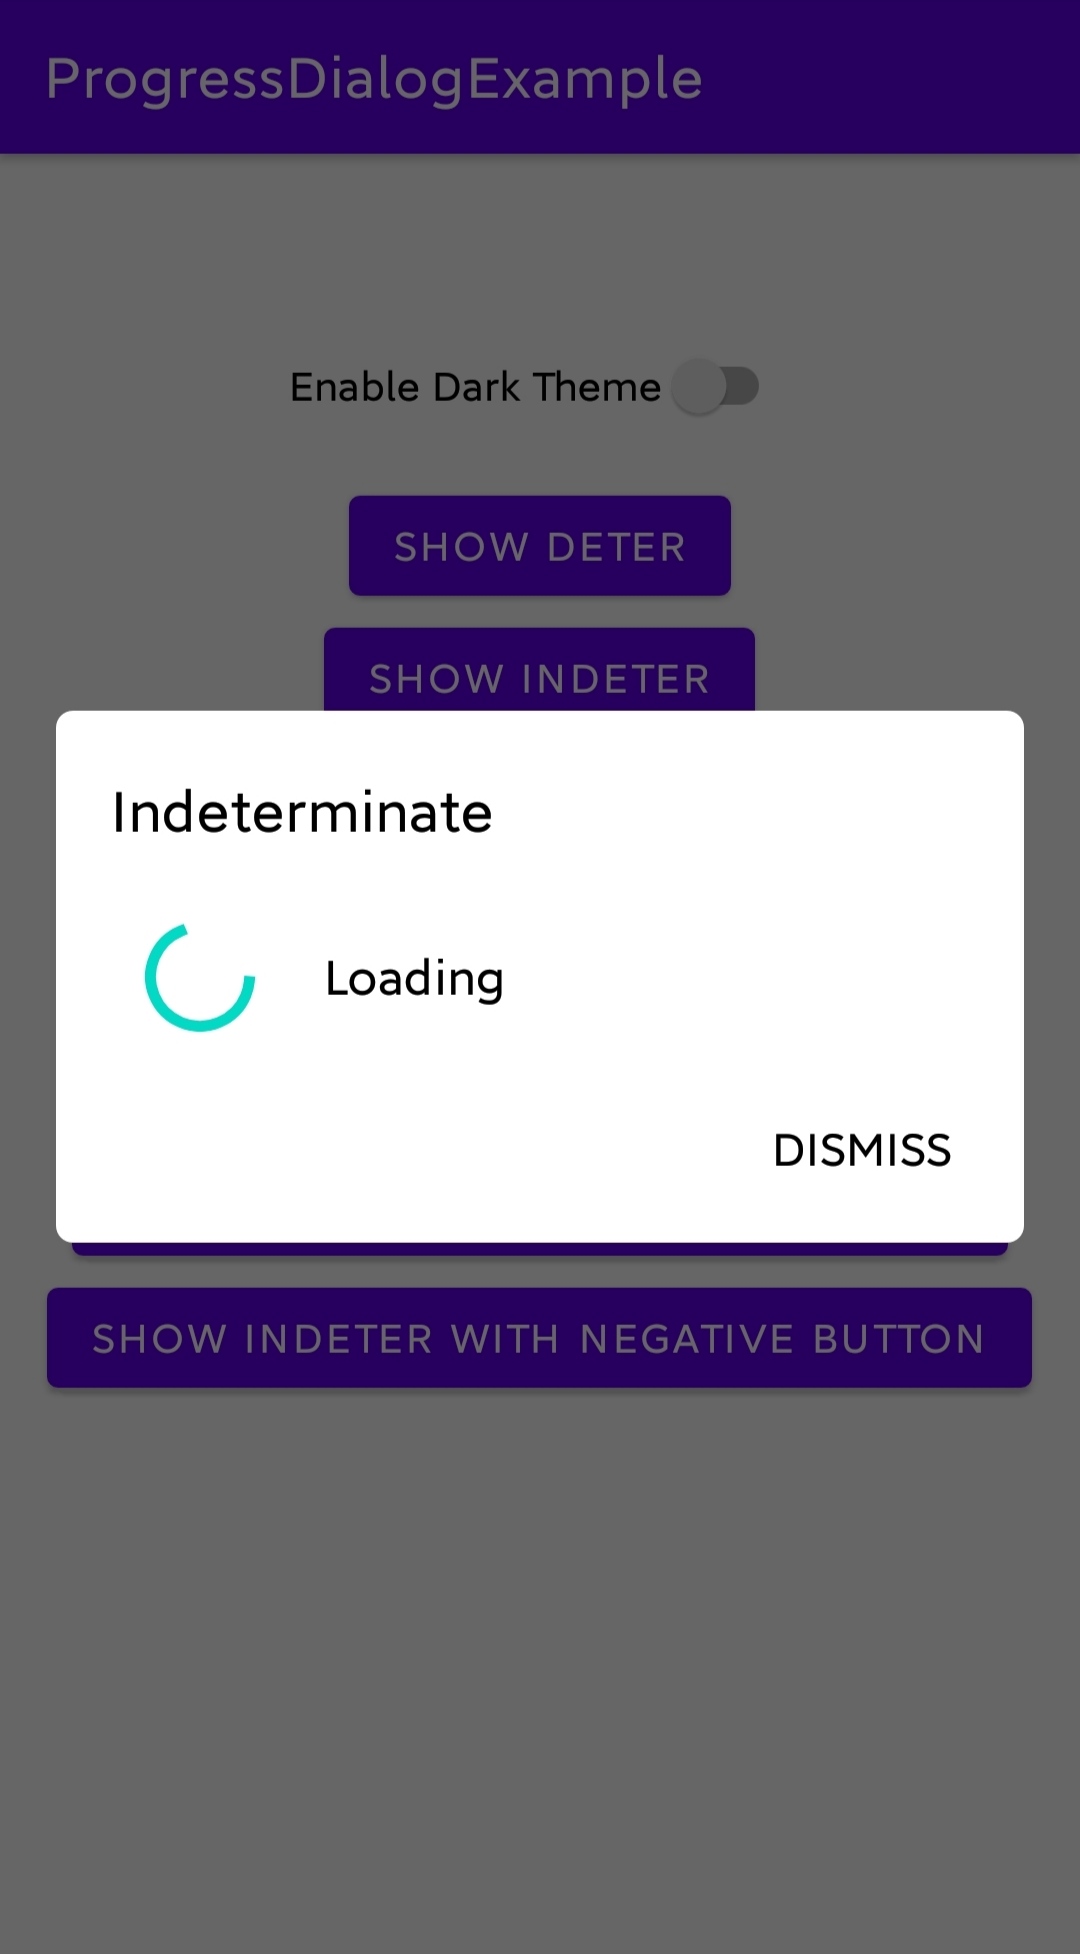 ProgressDialogExample
Enable Dark Theme
SHOW DETER
SHOW INDETER
Indeterminate
Loading
DISMISS
SHOW INDETER WITH NEGATIVE BUTTON